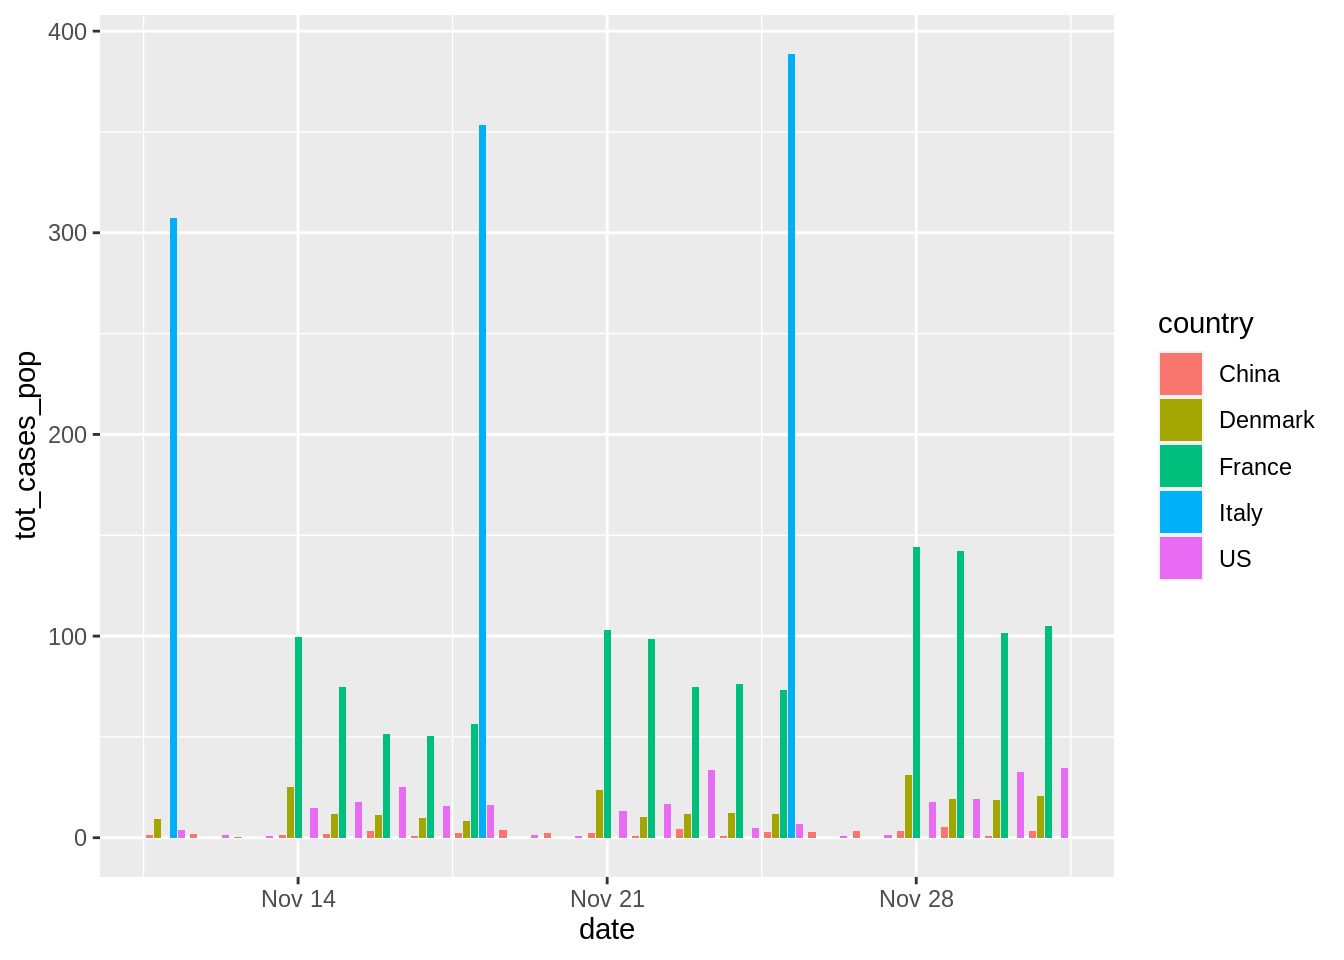 400
300
200
100
0
tot_cases_pop
Nov 14
Nov 21
Nov 28
date
country
China
Denmark
France
Italy
US